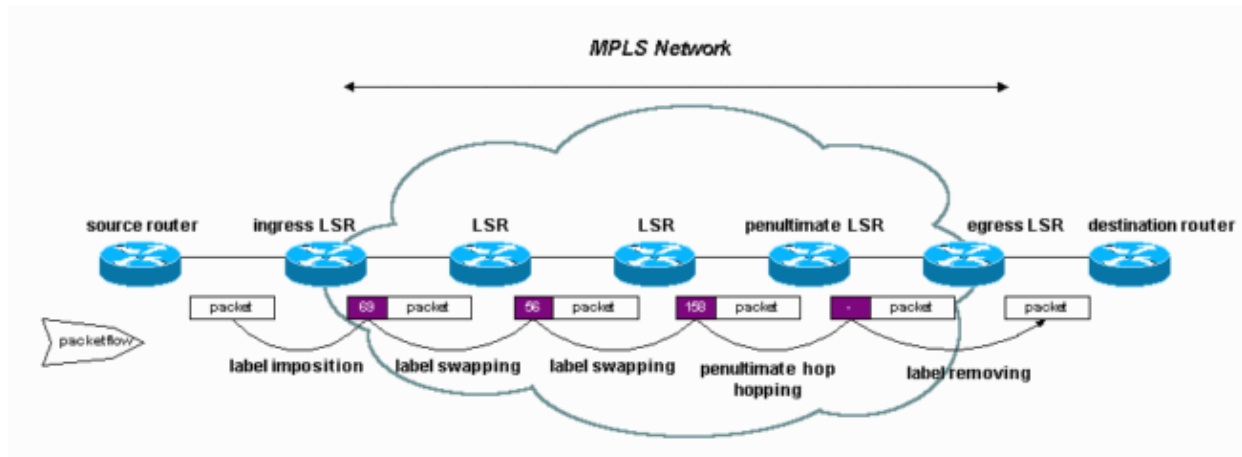 MPLS Network
source router
ingress LSR
LSR
LSR
penultimate LSR
egress LSR
destination router
packet
69 packet
56 packet
158 packet
- packet
packet
packetflow
label imposition
label swapping
label swapping
penultimate hop
hopping
label removing